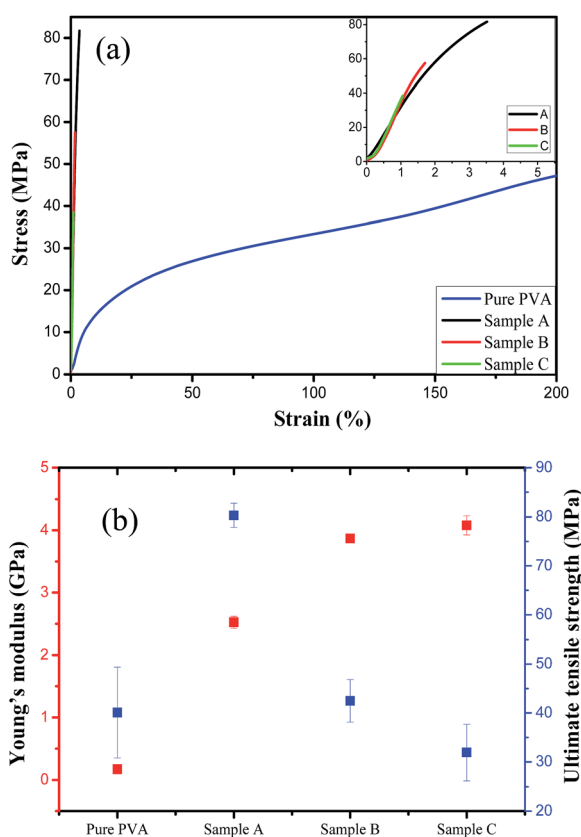 (a)
Stress (MPa)
80
70
60
50
40
30
20
10
0
0 50 100 150 200
Strain (%)
80
60
40
20
0
0 1 2 3 4 5
A
B
C
Pure PVA
Sample A
Sample B
Sample C
(b)
Young's modulus (GPa)
5
4
3
2
1
0
Ultimate tensile strength (MPa)
90
80
70
60
50
40
30
20
Pure PVA Sample A Sample B Sample C